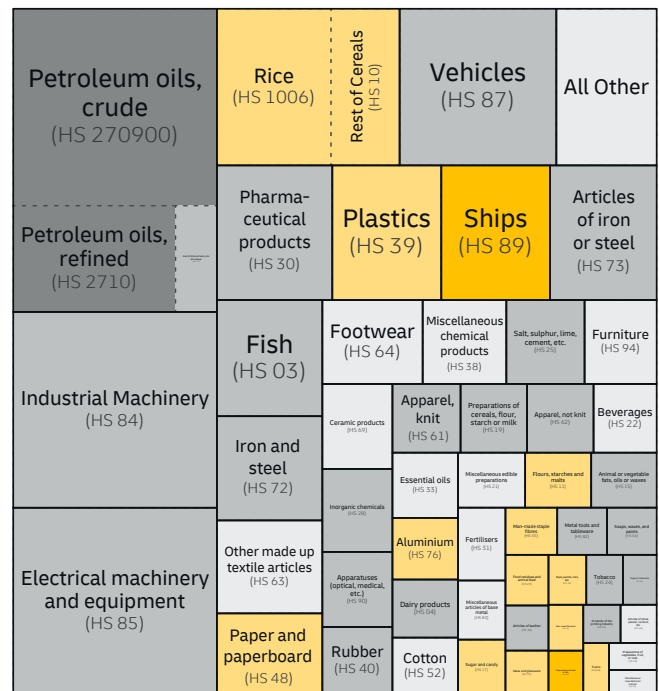 Petroleum oils,
crude
(HS 270900)
Petroleum oils,
refined
(HS 2710)
Industrial Machinery
(HS 84)
Electrical machinery
and equipment
(HS 85)
Rice
(HS 1006)
Rest of Cereals
(HS 10)
Vehicles
(HS 87)
All Other
Pharma-
ceutical
products
(HS 30)
Plastics
(HS 39)
Ships
(HS 89)
Articles
of iron
or steel
(HS 73)
Fish
(HS 03)
Iron and
steel
(HS 72)
Other made up
textile articles
(HS 63)
Paper and
paperboard
(HS 48)
Footwear
(HS 64)
Miscellaneous
chemical
products
(HS 38)
Salt, sulphur, lime,
cement, etc.
(HS 25)
Furniture
(HS 94)
Ceramic products
(HS 69)
Apparel,
knit
(HS 61)
Preparations of
cereals, flour,
starch or milk
(HS 19)
Apparel, not knit
(HS 62)
Beverages
(HS 22)
Inorganic chemicals
(HS 28)
Essential oils
(HS 33)
Miscellaneous edible
preparations
(HS 21)
Flours, starches and
malts
(HS 11)
Animal or vegetable
fats, oils or waxes
(HS 15)
Apparatuses
(optical, medical,
etc.)
(HS 90)
Aluminium
(HS 76)
Fertilisers
(HS 31)
Man-made staple
fibres
Metal tools and
tableware
(HS 82)
Soaps, waxes, and
paints
Rubber
(HS 40)
Dairy products
(HS 04)
Miscellaneous
articles of base
metal
(HS 83)
Tobacco
(HS 24)
Cotton
(HS 52)
Sugar and candy
(HS 17)